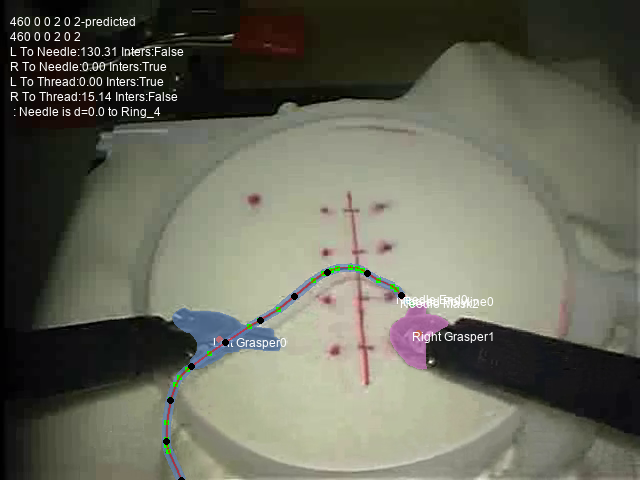 460 0 0 2 0 2-predicted
460 0 0 2 0 2
L To Needle:130.31 Inters:False
R To Needle:0.00 Inters:True
L To Thread:0.00 Inters:True
R To Thread:15.14 Inters:False
: Needle is d=0.0 to Ring_4
Right Grasper1
Grasper0